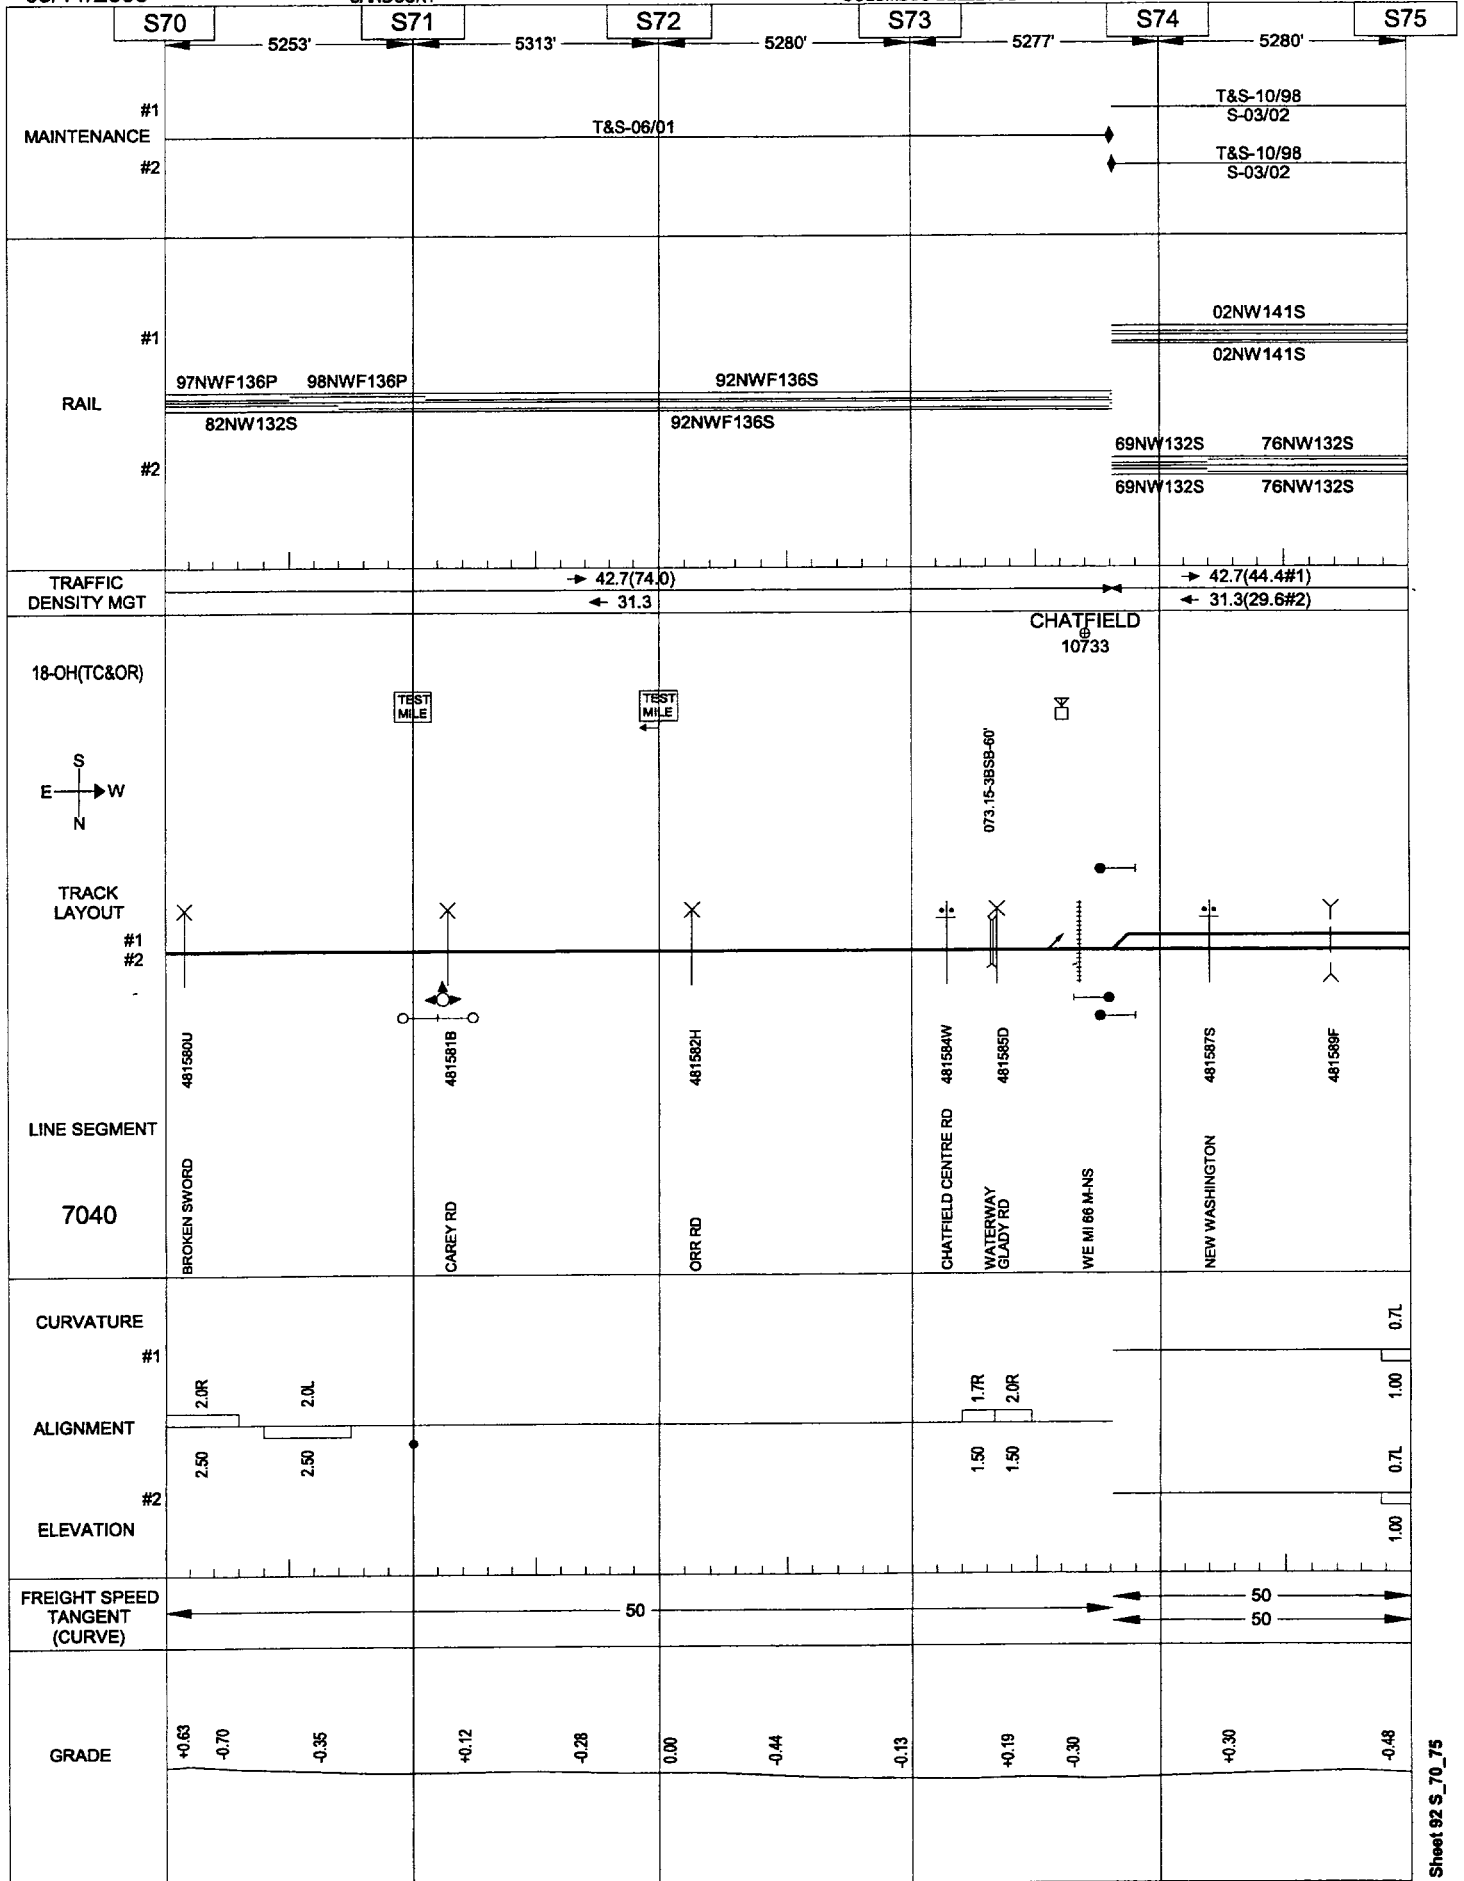 S70 S71 S72 S73 S74 S75
5253' 5313' 5280' 5277' 5280'
#1
MAINTENANCE
#2
T&S-06/01
T&S-10/98
S-03/02
T&S-10/98
S-03/02
#1
RAIL
#2
02NW141S
02NW141S
97NWF136P 98NWF136P 92NWF136S
82NW132S 92NWF136S
69NW132S 76NW132S
69NW132S 76NW132S
TRAFFIC
DENSITY MGT
42.7(74.0)
31.3
42.7(44.4#1)
31.3(29.6#2)
CHATFIELD
10733
18-OH(TC&OR)
TEST
MILE
TEST
MILE
S
E W
N
073.15-3BSB-60'
TRACK
LAYOUT
#1
#2
481580U
481581B
481582H
481584W
481585D
481587S
481589F
LINE SEGMENT
7040
BROKEN SWORD
CAREY RD
ORR RD
CHATFIELD CENTRE RD
WATERWAY
GLADY RD
WE MI 66 M-NS
NEW WASHINGTON
CURVATURE
#1
ALIGNMENT
#2
ELEVATION
2.0R 2.0L 1.7R 2.0R
2.50 2.50 1.50 1.50
0.7L
1.00
0.7L
1.00
FREIGHT SPEED
TANGENT
(CURVE)
50
50
50
GRADE
+0.63 -0.70 -0.35 +0.12 -0.28 0.00 -0.44 -0.13 +0.19 -0.30 +0.30 -0.48
Sheet 92 S_70_75